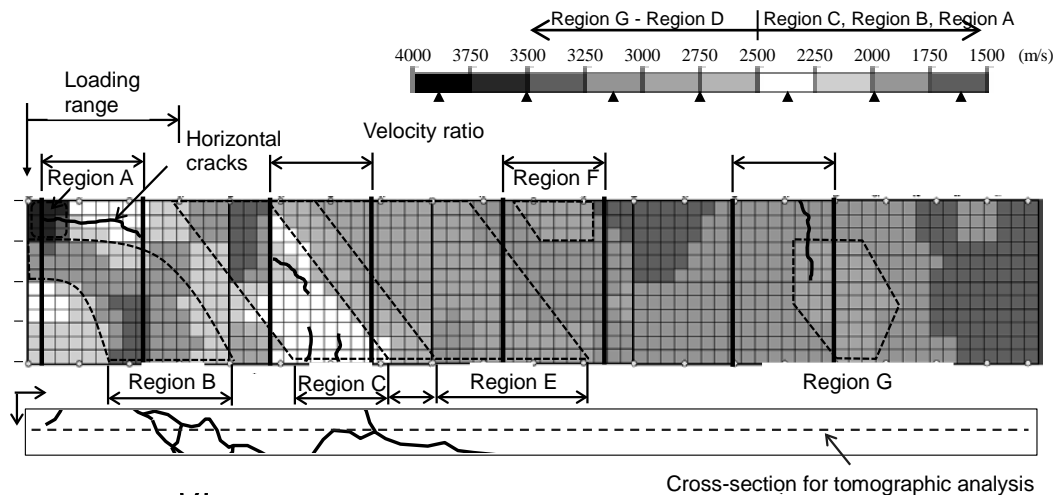 Region G - Region D
Region C, Region B, Region A
4000 3750 3500 3250 3000 2750 2500 2250 2000 1750 1500 (m/s)
Loading
range
Velocity ratio
Horizontal
cracks
Region A
Region F
Region B
Region C
Region E
Region G
Cross-section for tomographic analysis